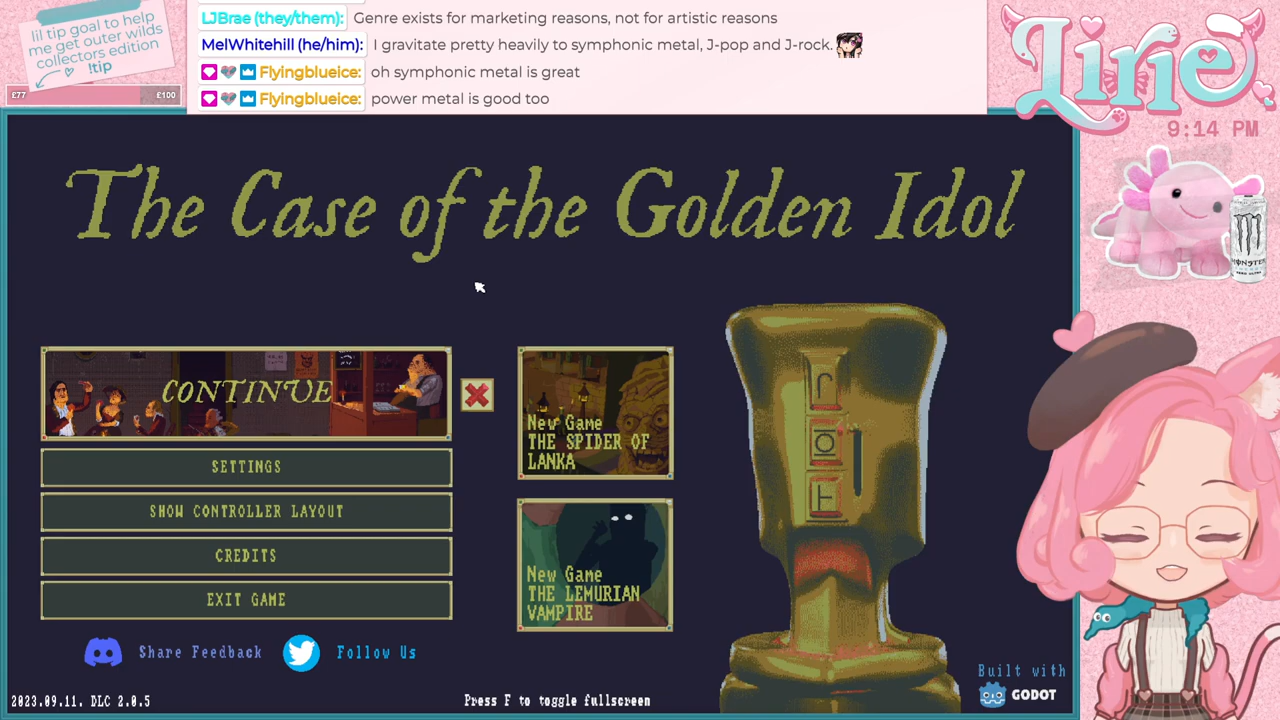 lil tip goal to help
me get outer wilds
collectors edition
!tip
£77
£100
LJBrae (they/them): Genre exists for marketing reasons, not for artistic reasons
MelWhitehill (he/him): I gravitate pretty heavily to symphonic metal, J-pop and J-rock.
Flyingblueice: oh symphonic metal is great
Flyingblueice: power metal is good too
Lirie
9:14 PM
MONSTER
The Case of the Golden Idol
CONTINUE
SETTINGS
SHOW CONTROLLER LAYOUT
CREDITS
EXIT GAME
Share Feedback
Follow Us
New Game
THE SPIDER OF
LANKA
New Game
THE LEMURIAN
VAMPIRE
2023.09.11. DLC 2.0.5
Press F to toggle fullscreen
Built with
GODOT